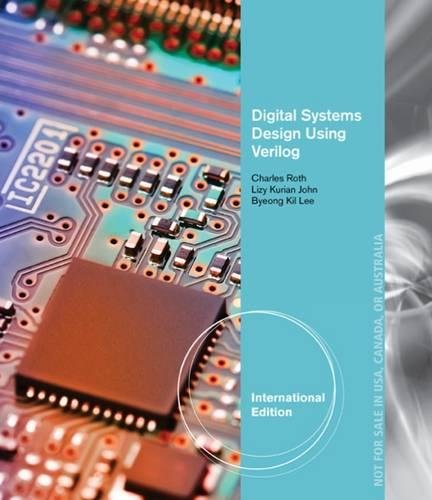 IC2201
Digital Systems
Design Using
Verilog
Charles Roth
Lizy Kurian John
Byeong Kil Lee
International
Edition
NOT FOR SALE IN USA, CANADA, OR AUSTRALIA